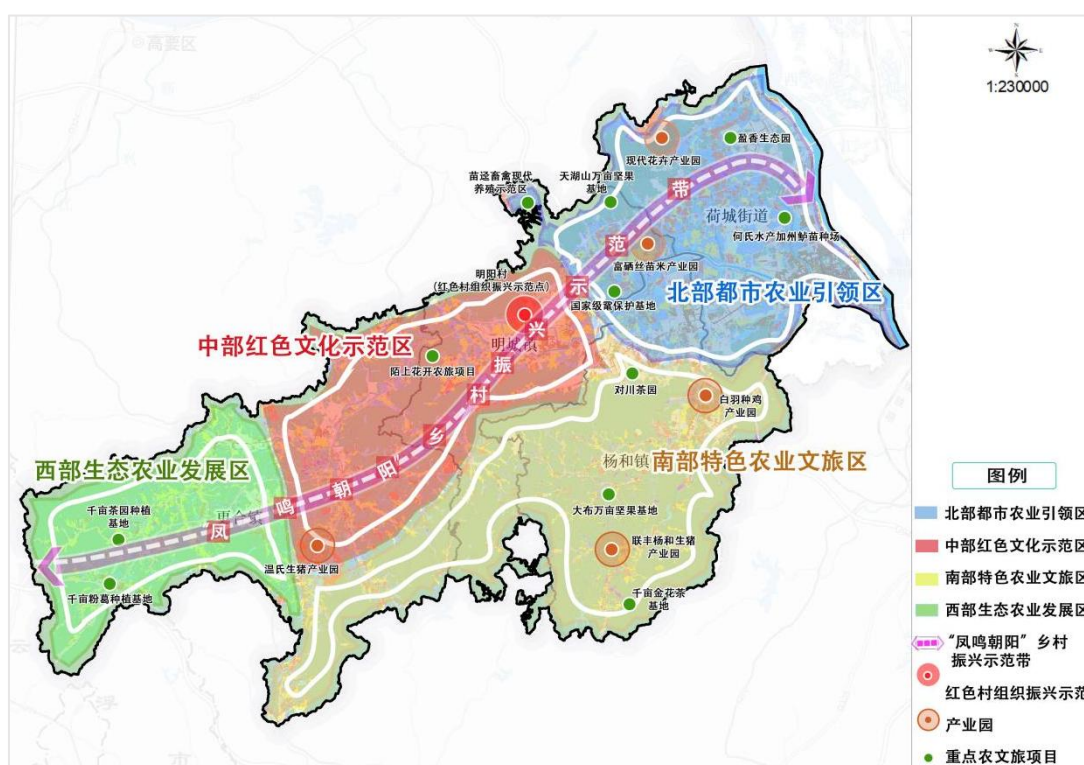 高要区
N
W
E
S
1:230000
盈香生态园
现代花卉产业园
苗迳畜禽现代
养殖示范区
天湖山万亩坚果
基地
荷城街道
何氏水产加州鲈苗种场
富硒丝苗米产业园
国家级鼋保护基地
北部都市农业引领区
明阳村
(红色村组织振兴示范点)
中部红色文化示范区
明城镇
陌上花开农旅项目
对川茶园
白羽种鸡
产业园
杨和镇
南部特色农业文旅区
西部生态农业发展区
更合镇
千亩茶园种植
基地
千亩粉葛种植基地
温氏生猪产业园
大布万亩坚果基地
联丰杨和生猪
产业园
千亩金花茶
基地
凤鸣朝阳”乡村振兴示范带
图例
北部都市农业引领区
中部红色文化示范区
南部特色农业文旅区
西部生态农业发展区
“凤鸣朝阳”乡村
振兴示范带
红色村组织振兴示范
产业园
重点农文旅项目